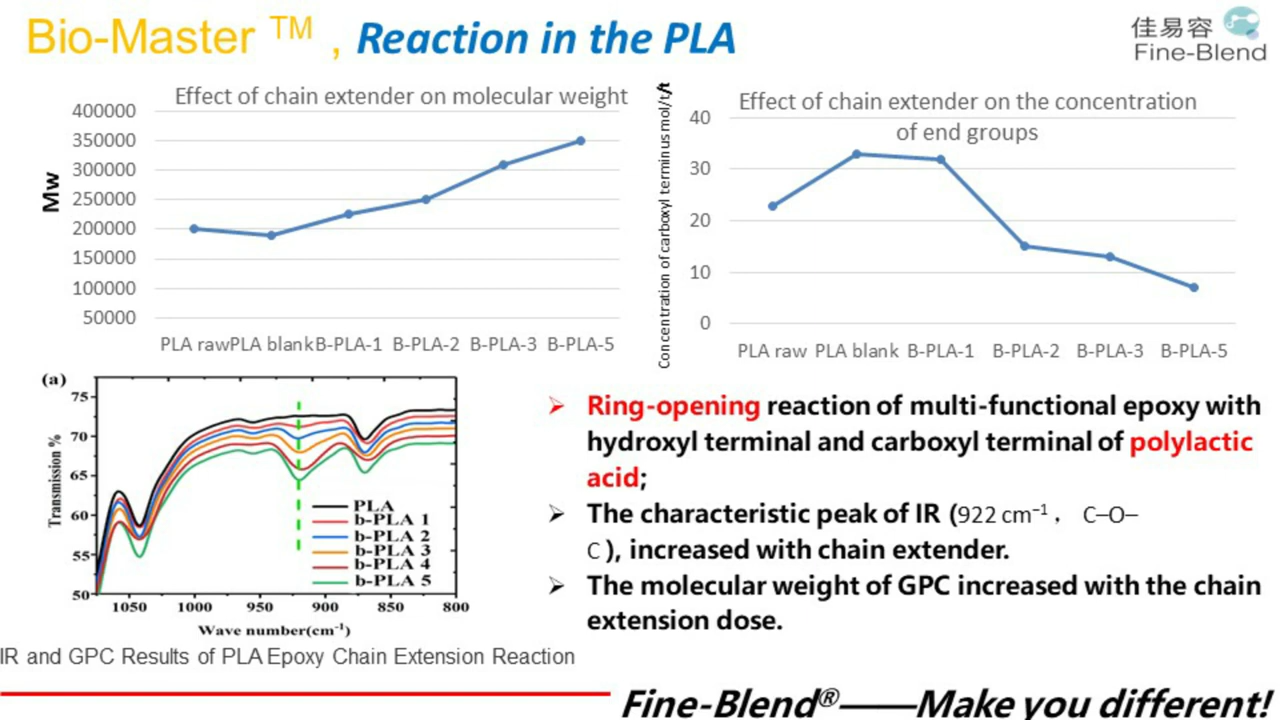 Bio-Master TM , Reaction in the PLA
佳易容
Fine-Blend
Effect of chain extender on molecular weight
Mw
400000
350000
300000
250000
200000
150000
100000
50000
PLA raw PLA blank B-PLA-1 B-PLA-2 B-PLA-3 B-PLA-5
Effect of chain extender on the concentration
of end groups
Concentration of carboxyl terminus mol/t/t
40
30
20
10
0
PLA raw PLA blank B-PLA-1 B-PLA-2 B-PLA-3 B-PLA-5
(a)
Transmission %
75
70
65
60
55
50
PLA
b-PLA 1
b-PLA 2
b-PLA 3
b-PLA 4
b-PLA 5
1050 1000 950 900 850 800
Wave number(cm⁻¹)
IR and GPC Results of PLA Epoxy Chain Extension Reaction
➢ Ring-opening reaction of multi-functional epoxy with
hydroxyl terminal and carboxyl terminal of polylactic
acid;
➢ The characteristic peak of IR (922 cm⁻¹ ， C–O–
C ), increased with chain extender.
➢ The molecular weight of GPC increased with the chain
extension dose.
Fine-Blend®——Make you different!